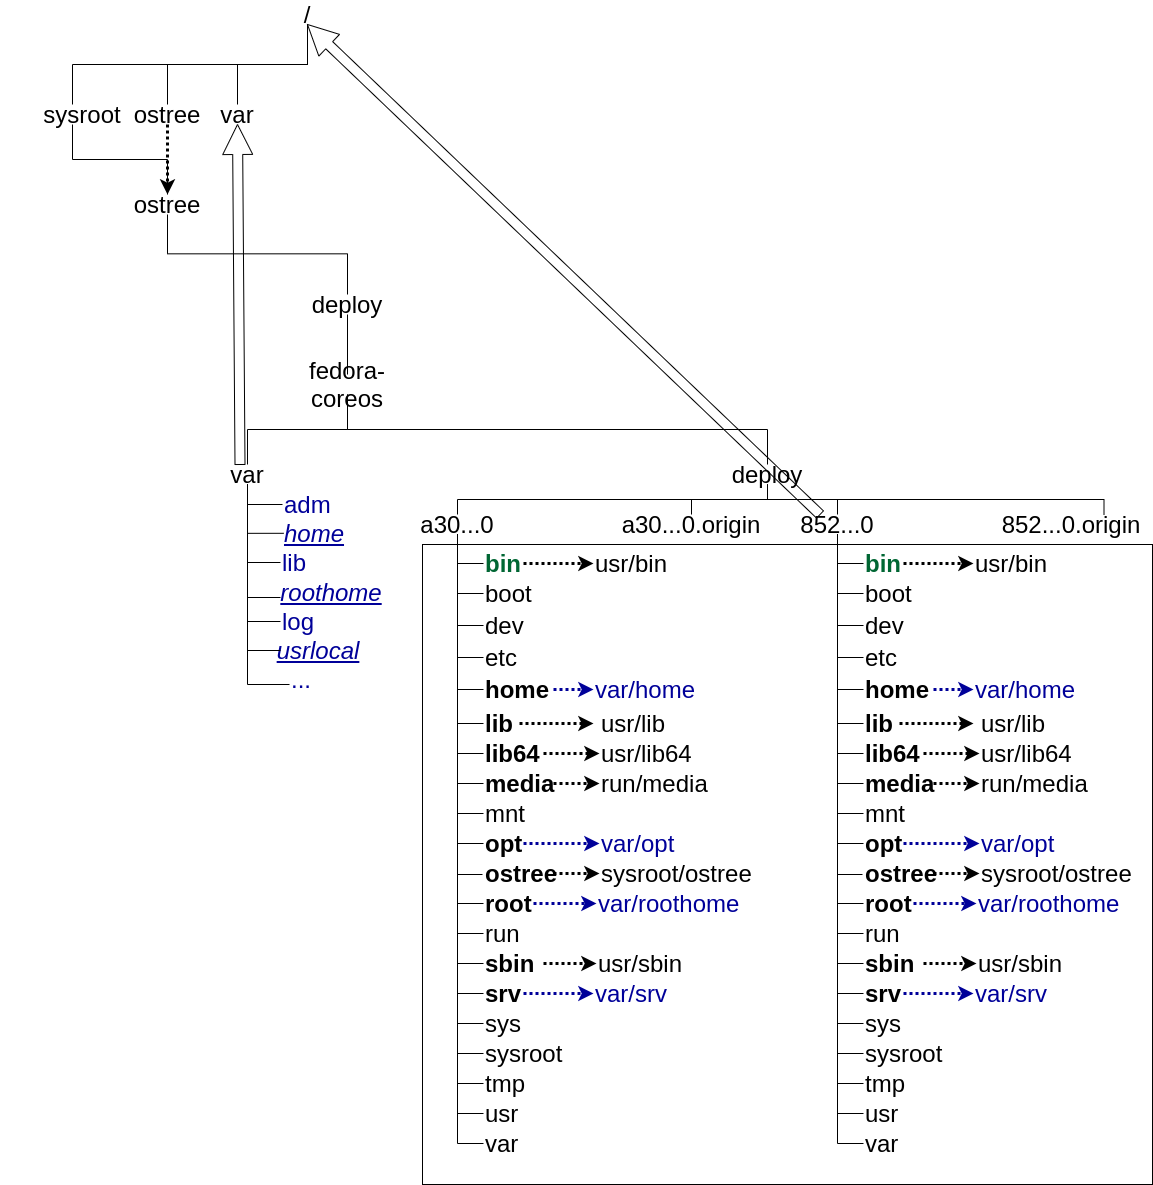 /
sysroot ostree var
ostree
deploy
fedora-
coreos
var deploy
adm
home
lib
roothome
log
usrlocal
...
a30...0 a30...0.origin 852...0 852...0.origin
bin usr/bin bin usr/bin
boot boot
dev dev
etc etc
home var/home home var/home
lib usr/lib lib usr/lib
lib64 usr/lib64 lib64 usr/lib64
media run/media media run/media
mnt mnt
opt var/opt opt var/opt
ostree sysroot/ostree ostree sysroot/ostree
root var/roothome root var/roothome
run run
sbin usr/sbin sbin usr/sbin
srv var/srv srv var/srv
sys sys
sysroot sysroot
tmp tmp
usr usr
var var